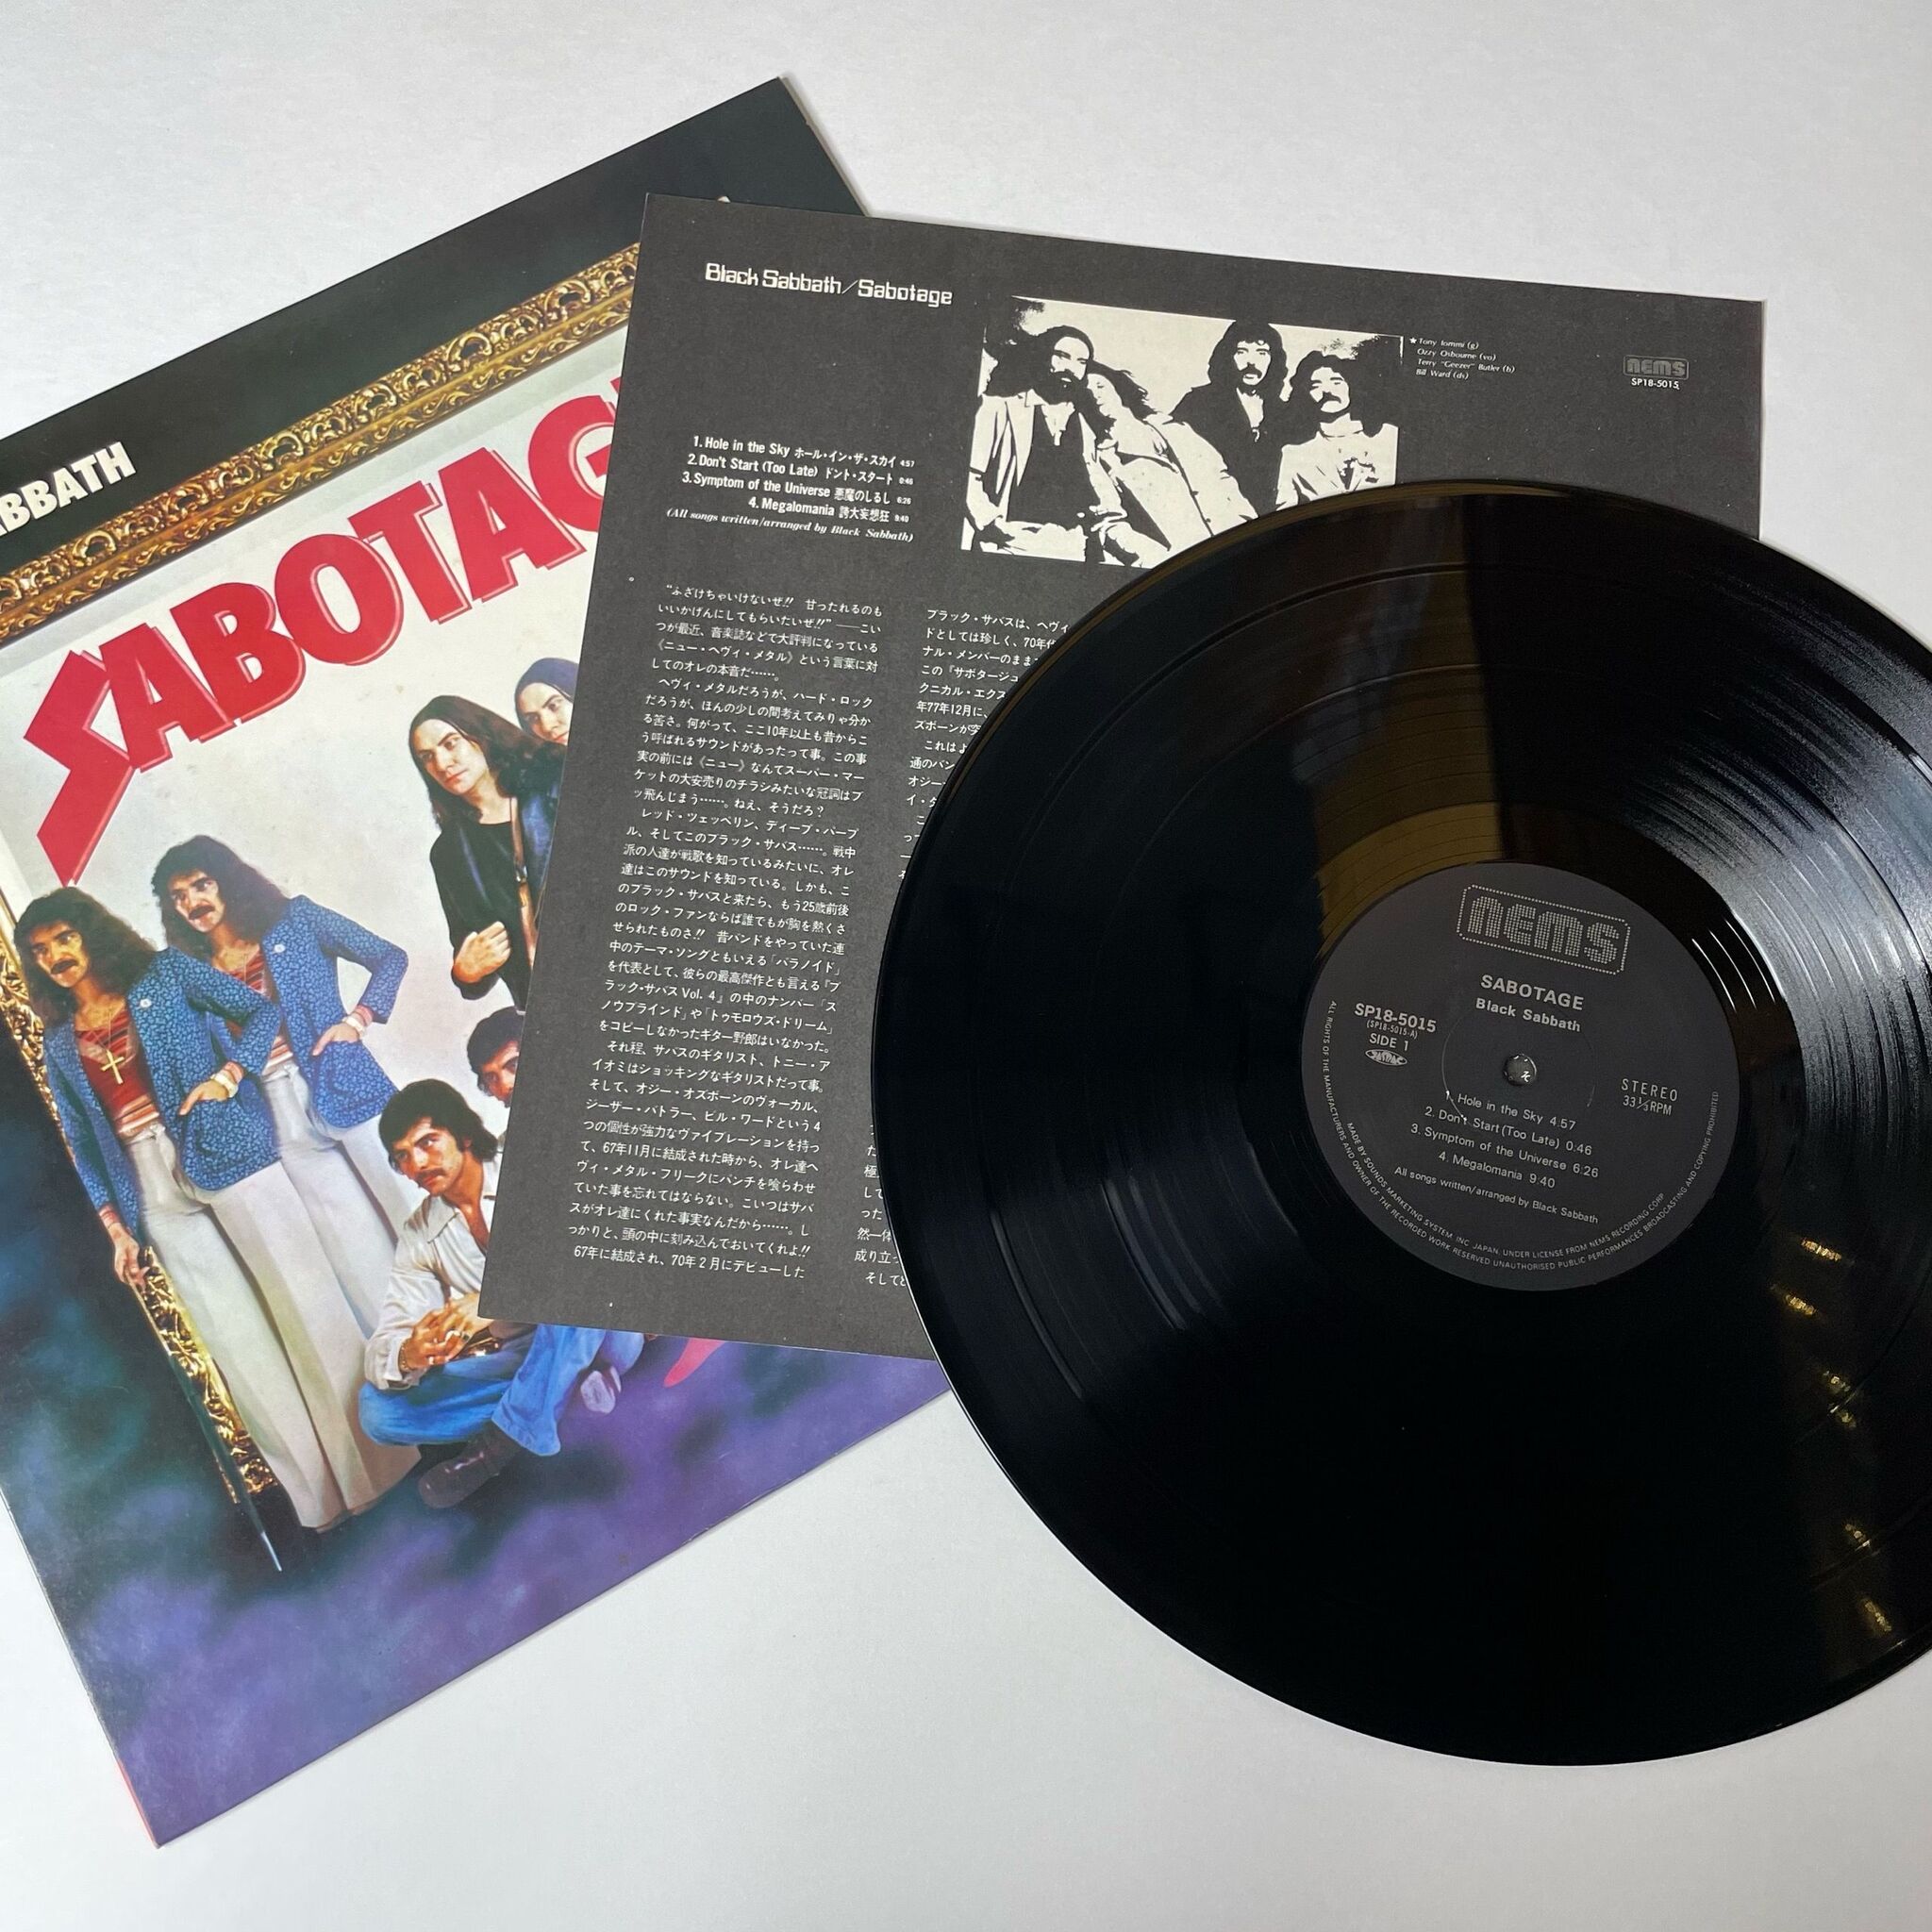 SABOTAG
Black Sabbath/Sabotage
★Tony Iommi (g)
Ozzy Osbourne (vo)
Terry "Geezer" Butler (b)
Bill Ward (ds)
nems
SP18-5015
1. Hole in the Sky ホール・イン・ザ・スカイ 4:57
2. Don't Start (Too Late) ドント・スタート 0:46
3. Symptom of the Universe 悪魔のしるし 6:26
4. Megalomania 誇大妄想狂 9:40
(All songs written/arranged by Black Sabbath)
“ふざけちゃいけないぜ!! 甘ったれるのも
いいかげんにしてもらいたいぜ!!”——こい
つが最近、音楽誌などで大評判になっている
《ニュー・ヘヴィ・メタル》という言葉に対
してのオレの本音だ……。
ヘヴィ・メタルだろうが、ハード・ロック
だろうが、ほんの少しの間考えてみりゃ分か
る筈さ。何がって、ここ10年以上も昔からこ
う呼ばれるサウンドがあったって事。この事
実の前には《ニュー》なんてスーパー・マー
ケットの大安売りのチラシみたいな冠詞はブ
ッ飛んじまう……。ねえ、そうだろ?
レッド・ツェッペリン、ディープ・パープ
ル、そしてこのブラック・サバス……。戦中
派の人達が戦歌を知っているみたいに、オレ
達はこのサウンドを知っている。しかも、こ
のブラック・サバスと来たら、もう25歳前後
のロック・ファンならば誰でもが胸を熱くさ
せられたものさ!! 昔バンドをやっていた連
中のテーマ・ソングともいえる「パラノイド」
を代表として、彼らの最高傑作とも言える『ブ
ラック・サバス Vol. 4』の中のナンバー「ス
ノウブラインド」や「トゥモロウズ・ドリーム」
をコピーしなかったギター野郎はいなかった。
それ程、サバスのギタリスト、トニー・ア
イオミはショッキングなギタリストだって事。
そして、オジー・オズボーンのヴォーカル、
ジーザー・バトラー、ビル・ワードという4
つの個性が強力なヴァイブレーションを持っ
て、67年11月に結成された時から、オレ達ヘ
ヴィ・メタル・フリークにパンチを喰らわせ
ていた事を忘れてはならない。こいつはサバ
スがオレ達にくれた事実なんだから……。し
っかりと、頭の中に刻み込んでおいてくれよ!!
67年に結成され、70年2月にデビューした
ブラック・サバスは、ヘヴィ
ドとしては珍しく、70年代
ナル・メンバーのまま
この『サボタージュ
クニカル・エクス
年77年12月に、
ズボーンが突
これはよ
通のバン
オジー
イ・タ
こ
っ
た
極
して
った
然一体
成り立っ
そしてと
BBATH
nems
SABOTAGE
Black Sabbath
SP18-5015
(SP18-5015-A)
SIDE 1
JASRAC
STEREO
33⅓RPM
1. Hole in the Sky 4:57
2. Don't Start (Too Late) 0:46
3. Symptom of the Universe 6:26
4. Megalomania 9:40
All songs written/arranged by Black Sabbath
MADE BY SOUNDS MARKETING SYSTEM, INC. JAPAN, UNDER LICENSE FROM NEMS RECORDING CORP.
ALL RIGHTS OF THE MANUFACTURERS AND OWNER OF THE RECORDED WORK RESERVED UNAUTHORISED PUBLIC PERFORMANCES BROADCASTING AND COPYING PROHIBITED